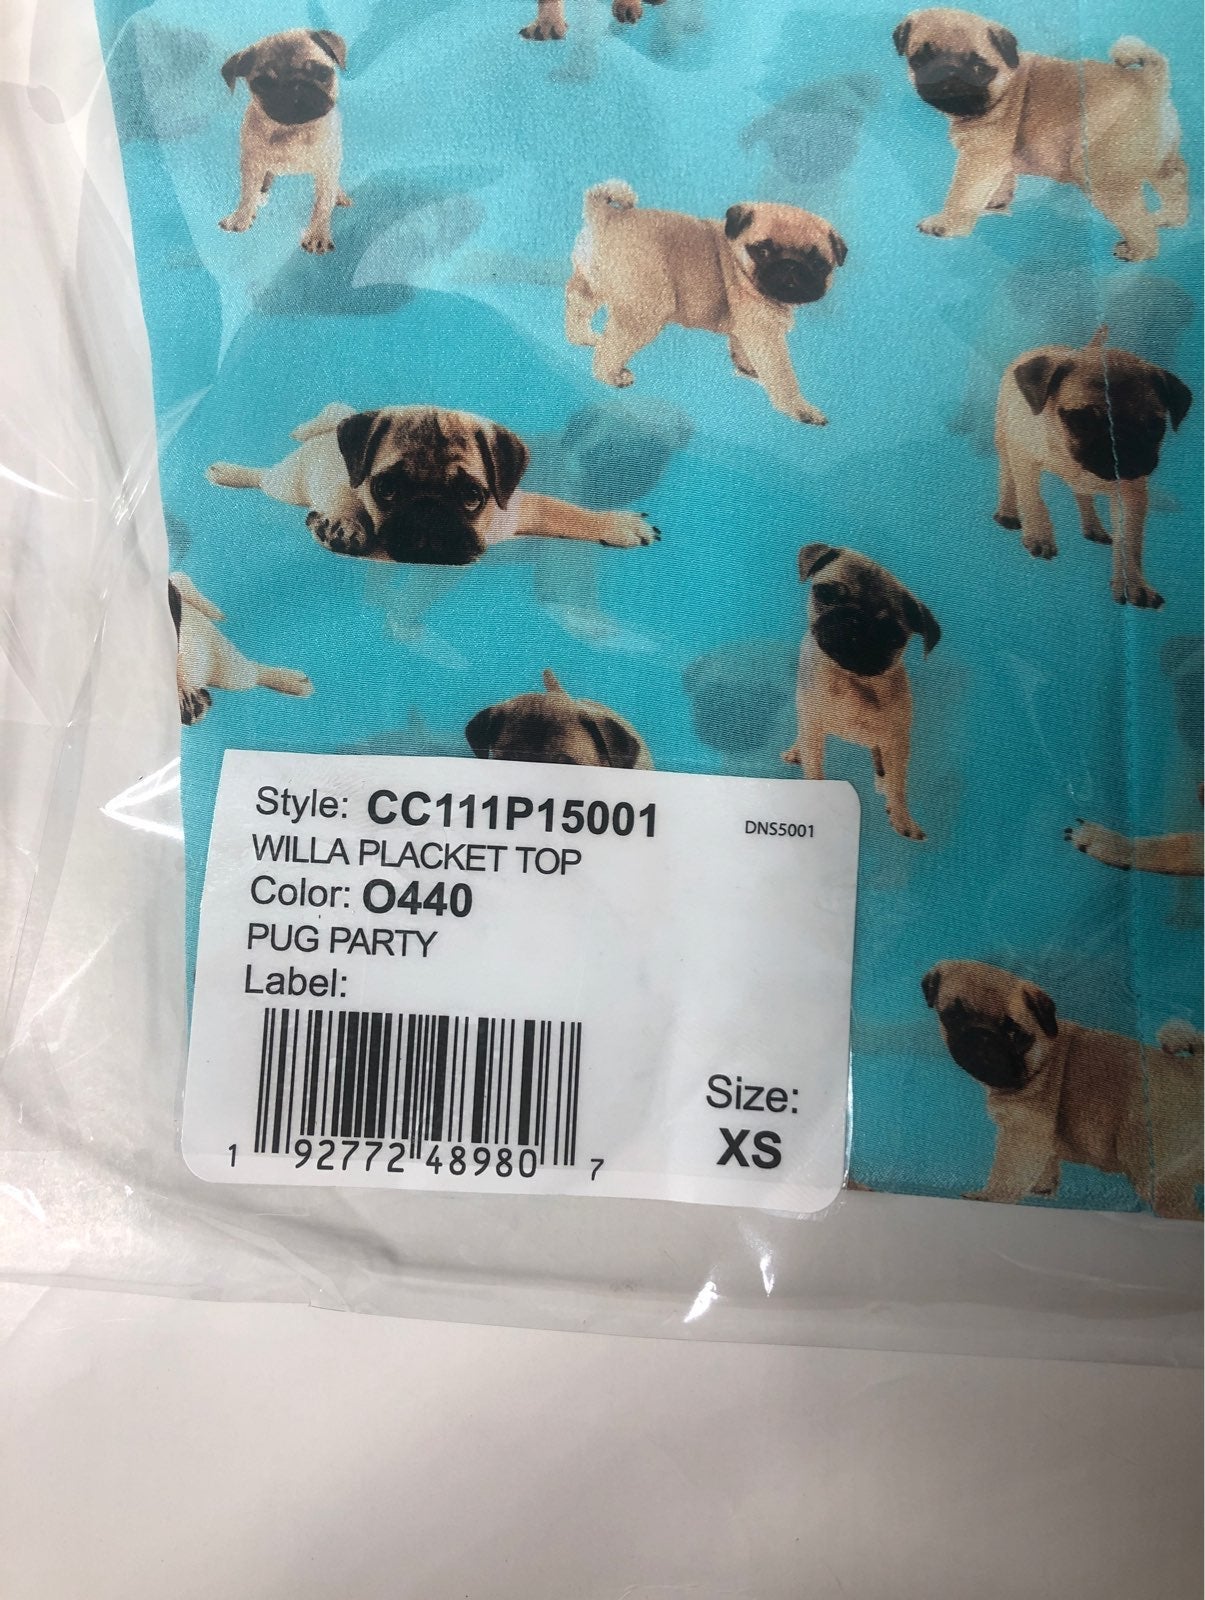 Style: CC111P15001
DNS5001
WILLA PLACKET TOP
Color: O440
PUG PARTY
Label:
Size:
XS
1 92772 48980 7